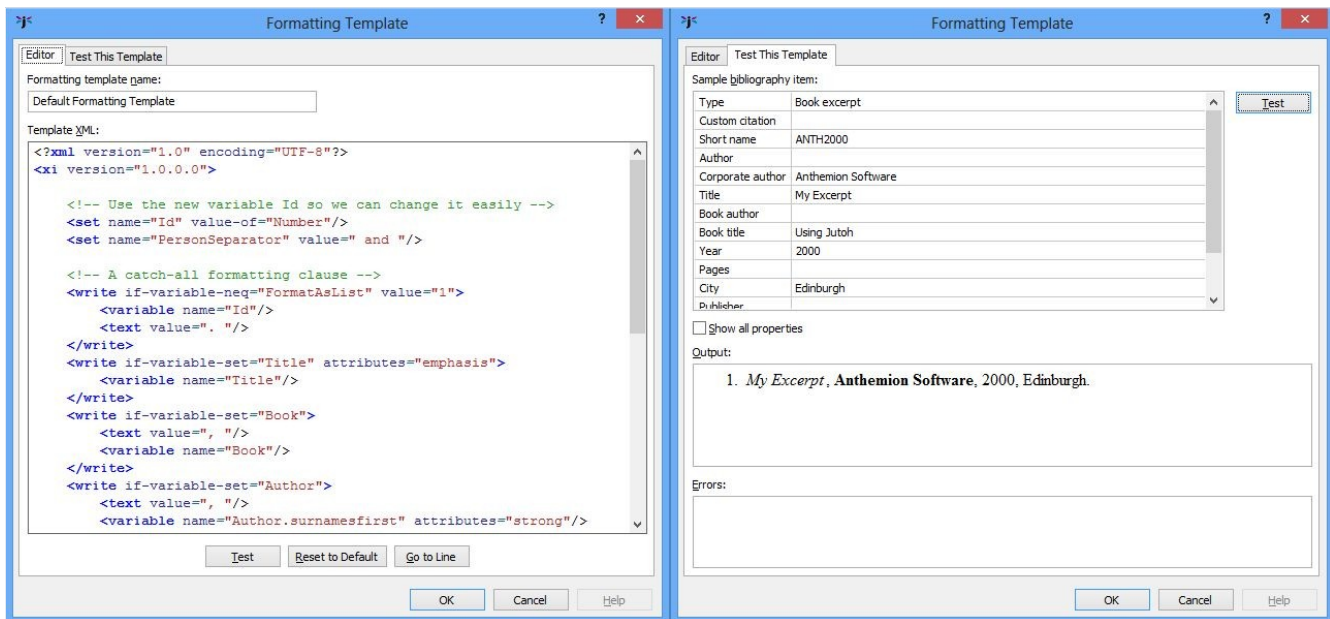 Formatting Template
?
×
Editor
Test This Template
Formatting template name:
Default Formatting Template
Template XML:
<?xml version="1.0" encoding="UTF-8"?>
<xi version="1.0.0.0">
<!-- Use the new variable Id so we can change it easily -->
<set name="Id" value-of="Number"/>
<set name="PersonSeparator" value=" and "/>
<!-- A catch-all formatting clause -->
<write if-variable-neq="FormatAsList" value="1">
<variable name="Id"/>
<text value=". "/>
</write>
<write if-variable-set="Title" attributes="emphasis">
<variable name="Title"/>
</write>
<write if-variable-set="Book">
<text value=", "/>
<variable name="Book"/>
</write>
<write if-variable-set="Author">
<text value=", "/>
<variable name="Author.surnamesfirst" attributes="strong"/>
Test
Reset to Default
Go to Line
OK
Cancel
Help
Formatting Template
?
×
Editor
Test This Template
Sample bibliography item:
Type Book excerpt
Test
Custom citation
Short name ANTH2000
Author
Corporate author Anthemion Software
Title My Excerpt
Book author
Book title Using Jutoh
Year 2000
Pages
City Edinburgh
Publisher
Show all properties
Output:
1. My Excerpt , Anthemion Software, 2000, Edinburgh.
Errors:
OK
Cancel
Help